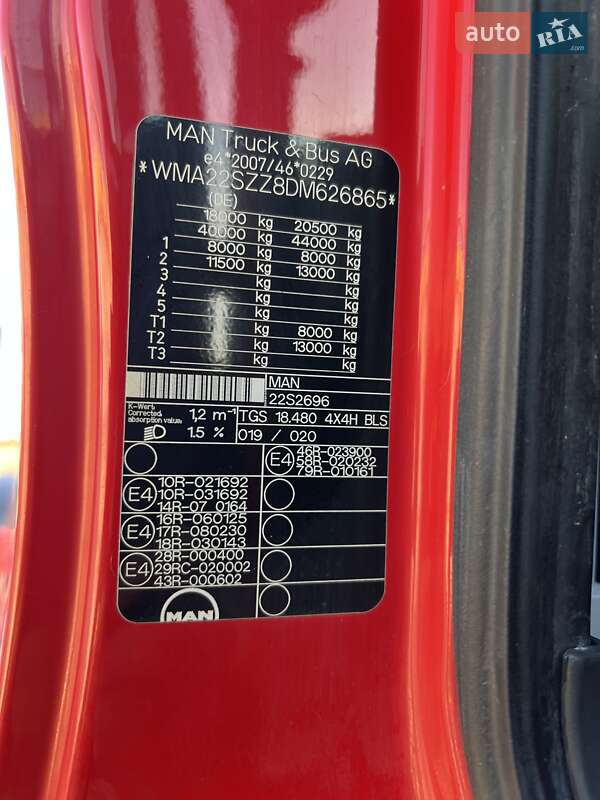 auto RIA .com
MAN Truck & Bus AG
e4*2007/46*0229
*WMA22SZZ8DM626865*
(DE)
18000 kg 20500 kg
40000 kg 44000 kg
1 8000 kg 8000 kg
2 11500 kg 13000 kg
3 kg kg
4 kg kg
5 kg kg
T1 kg 8000 kg
T2 kg 13000 kg
T3 kg kg
MAN
22S2696
K-Wert, Corrected absorption value, 1,2 m⁻¹
TGS 18.480 4X4H BLS
1.5 %
019 / 020
E4 46R-023900
58R-020232
79R-010161
E4 10R-021692
10R-031692
14R-07 0164
E4 16R-060125
17R-080230
18R-030143
E4 28R-000400
29RC-020002
43R-000602
MAN